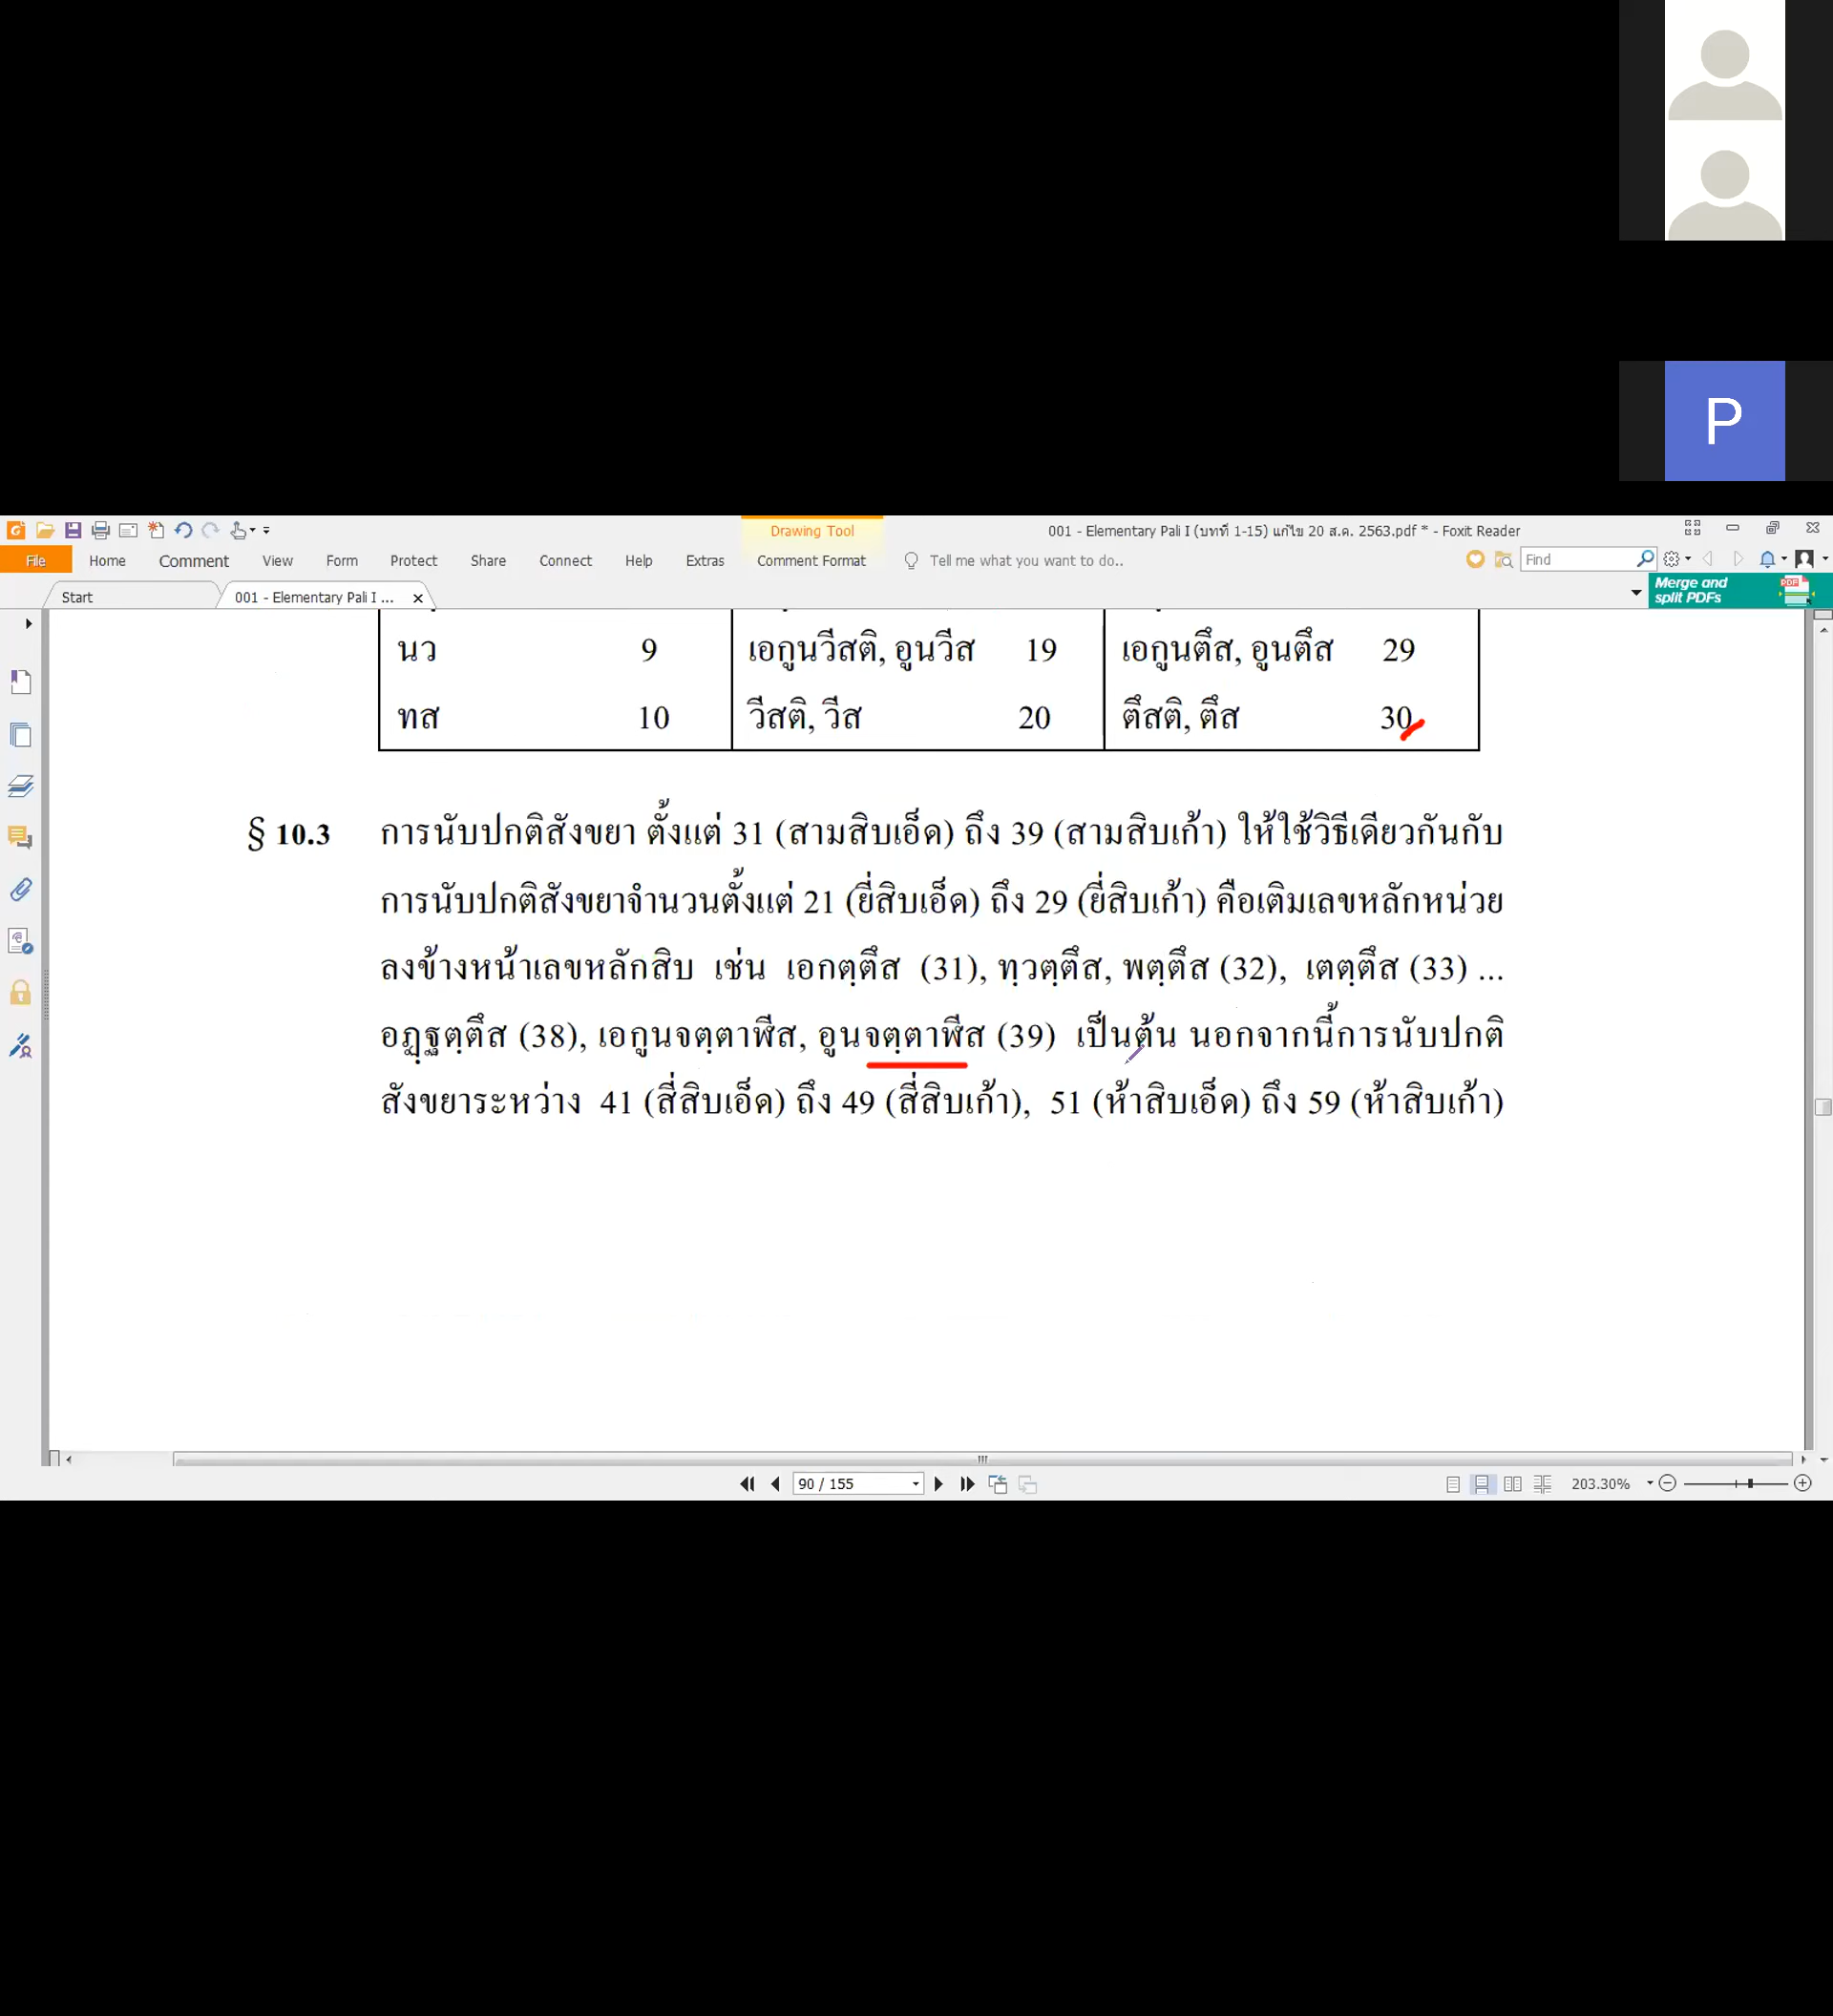 P
Drawing Tool
001 - Elementary Pali I (บทที่ 1-15) แก้ไข 20 ส.ค. 2563.pdf * - Foxit Reader
File Home Comment View Form Protect Share Connect Help Extras Comment Format Tell me what you want to do.. Find
Start 001 - Elementary Pali I ... Merge and
split PDFs
นว 9 เอกูนวีสติ, อูนวีส 19 เอกูนตึส, อูนตึส 29
ทส 10 วีสติ, วีส 20 ตึสติ, ตึส 30
§ 10.3 การนับปกติสังขยา ตั้งแต่ 31 (สามสิบเอ็ด) ถึง 39 (สามสิบเก้า) ให้ใช้วิธีเดียวกันกับ
การนับปกติสังขยาจำนวนตั้งแต่ 21 (ยี่สิบเอ็ด) ถึง 29 (ยี่สิบเก้า) คือเติมเลขหลักหน่วย
ลงข้างหน้าเลขหลักสิบ เช่น เอกตฺตึส (31), ทฺวตฺตึส, พตฺตึส (32), เตตฺตึส (33) ...
อฏฺฐตฺตึส (38), เอกูนจตฺตาฬีส, อูนจตฺตาฬีส (39) เป็นต้น นอกจากนี้การนับปกติ
สังขยาระหว่าง 41 (สี่สิบเอ็ด) ถึง 49 (สี่สิบเก้า), 51 (ห้าสิบเอ็ด) ถึง 59 (ห้าสิบเก้า)
90 / 155 203.30%